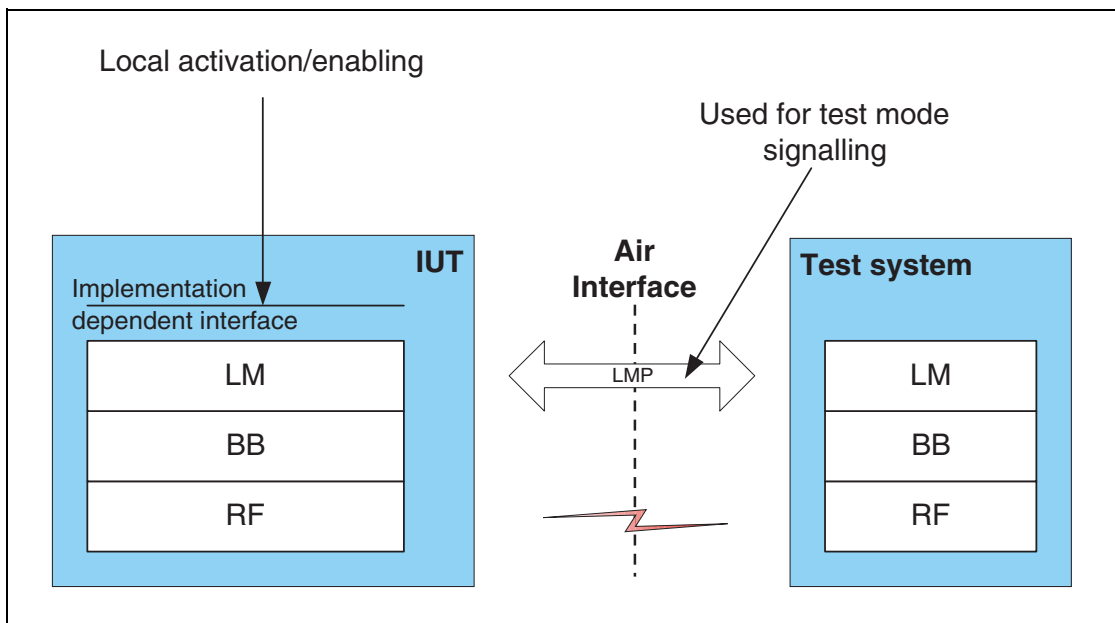 Local activation/enabling
Used for test mode
signalling
IUT
Implementation
dependent interface
LM
BB
RF
Air
Interface
LMP
Test system
LM
BB
RF